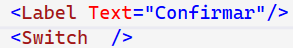 <Label Text="Confirmar"/>
<Switch  />